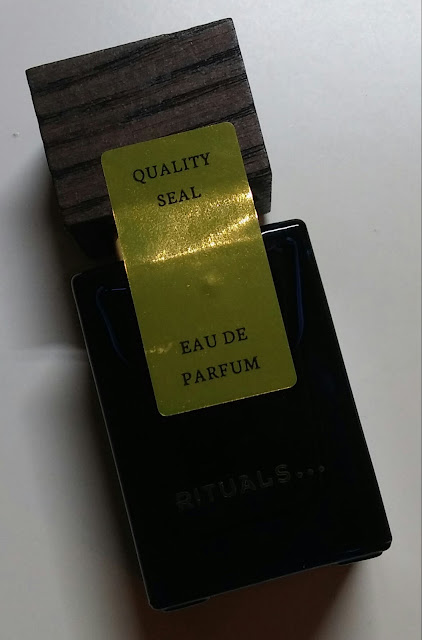 QUALITY
SEAL
EAU DE
PARFUM
RITUALS...